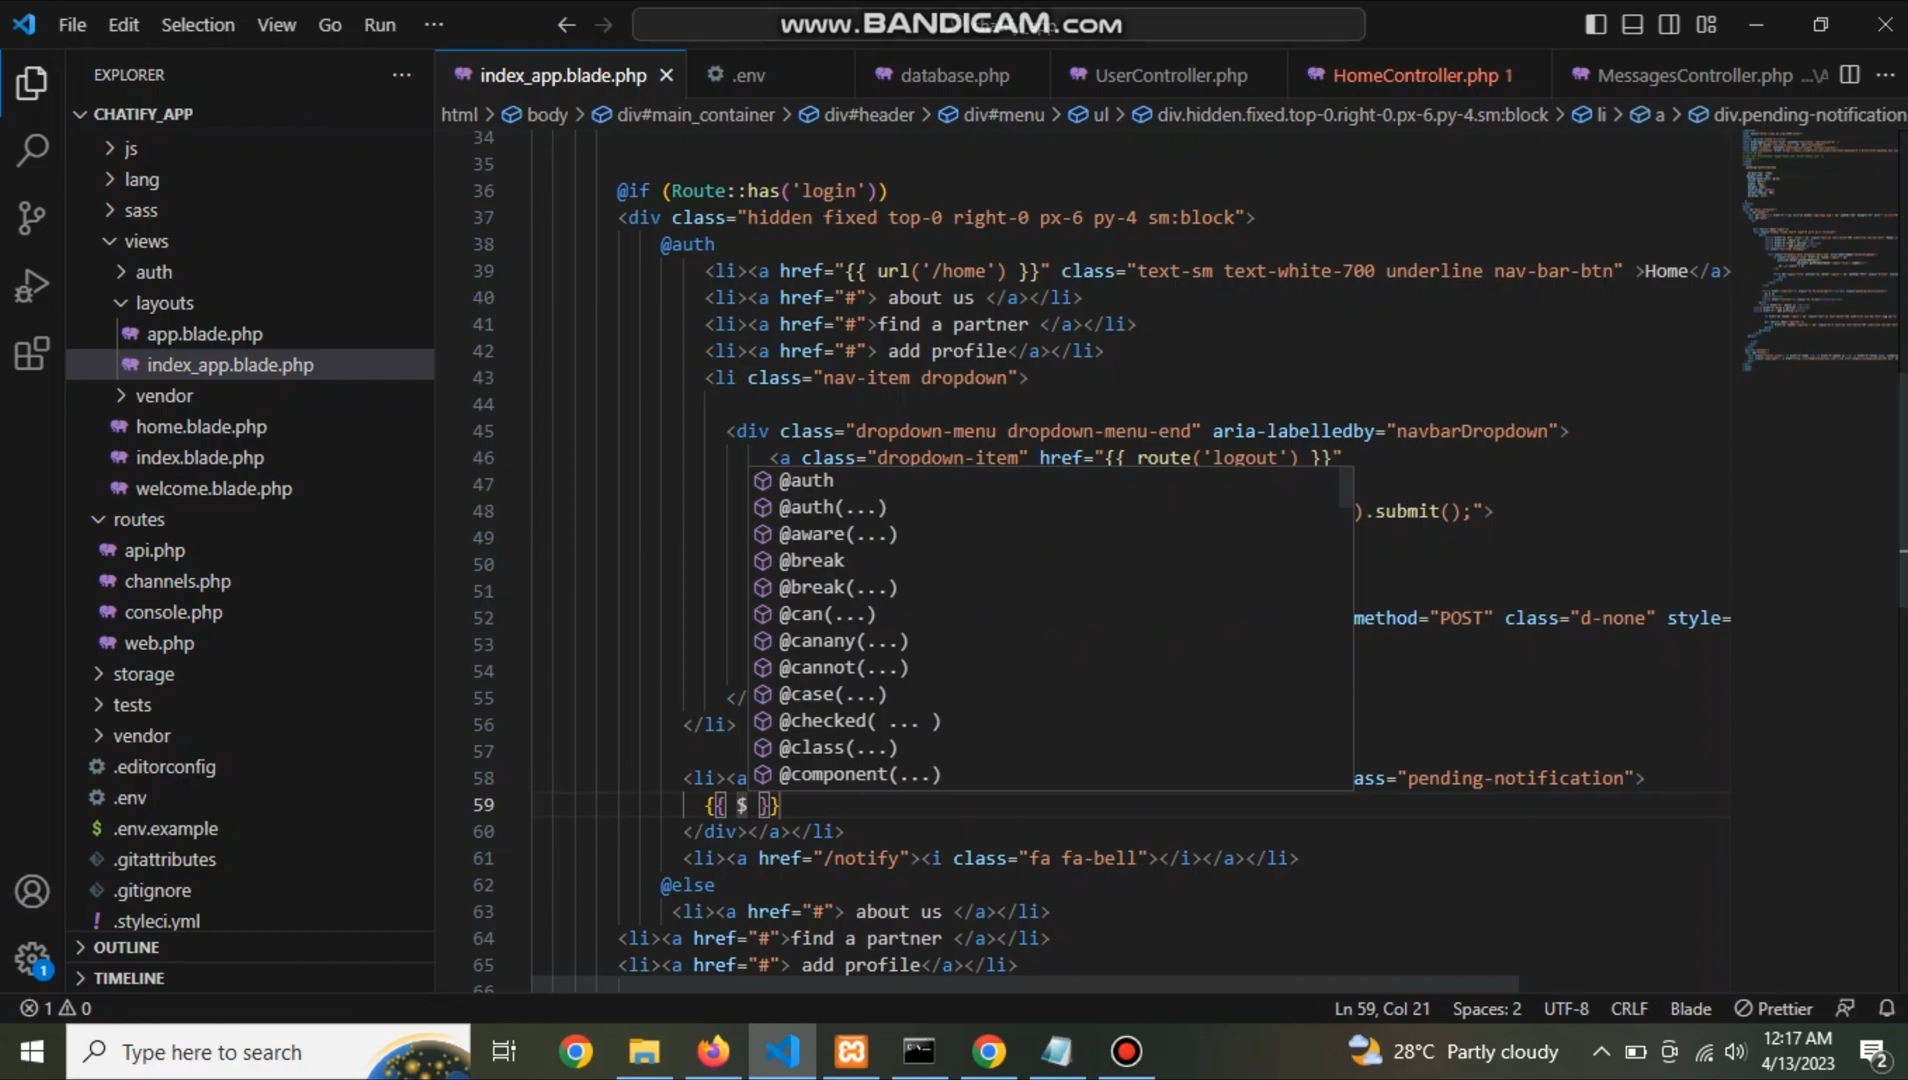 File Edit Selection View Go Run ··· www.BANDICAM.com
EXPLORER ···
index_app.blade.php .env database.php UserController.php HomeController.php 1 MessagesController.php ...\A ···
CHATIFY_APP
html > body > div#main_container > div#header > div#menu > ul > div.hidden.fixed.top-0.right-0.px-6.py-4.sm:block > li > a > div.pending-notification
js
lang
sass
views
auth
layouts
app.blade.php
index_app.blade.php
vendor
home.blade.php
index.blade.php
welcome.blade.php
routes
api.php
channels.php
console.php
web.php
storage
tests
vendor
.editorconfig
.env
.env.example
.gitattributes
.gitignore
.styleci.yml
OUTLINE
TIMELINE
34
35
36 @if (Route::has('login'))
37 <div class="hidden fixed top-0 right-0 px-6 py-4 sm:block">
38 @auth
39 <li><a href="{{ url('/home') }}" class="text-sm text-white-700 underline nav-bar-btn" >Home</a>
40 <li><a href="#"> about us </a></li>
41 <li><a href="#">find a partner </a></li>
42 <li><a href="#"> add profile</a></li>
43 <li class="nav-item dropdown">
44
45 <div class="dropdown-menu dropdown-menu-end" aria-labelledby="navbarDropdown">
46 <a class="dropdown-item" href="{{ route('logout') }}"
47 @auth
48 @auth(...) ).submit();">
49 @aware(...)
50 @break
51 @break(...)
52 @can(...) method="POST" class="d-none" style=
53 @canany(...)
54 @cannot(...)
55 </ @case(...)
56 </li> @checked( ... )
57 @class(...)
58 <li><a @component(...) ass="pending-notification">
59 {{ $ }}
60 </div></a></li>
61 <li><a href="/notify"><i class="fa fa-bell"></i></a></li>
62 @else
63 <li><a href="#"> about us </a></li>
64 <li><a href="#">find a partner </a></li>
65 <li><a href="#"> add profile</a></li>
66
1
1 0 Ln 59, Col 21 Spaces: 2 UTF-8 CRLF Blade Prettier
Type here to search 28°C Partly cloudy 12:17 AM
4/13/2023
2